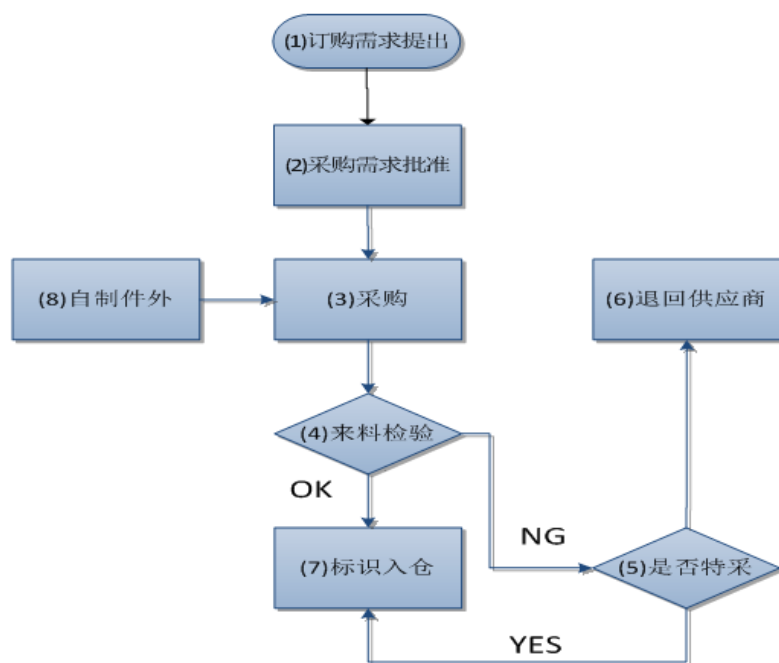 (1)订购需求提出
(2)采购需求批准
(8)自制件外
(3)采购
(6)退回供应商
(4)来料检验
OK
NG
(7)标识入仓
(5)是否特采
YES